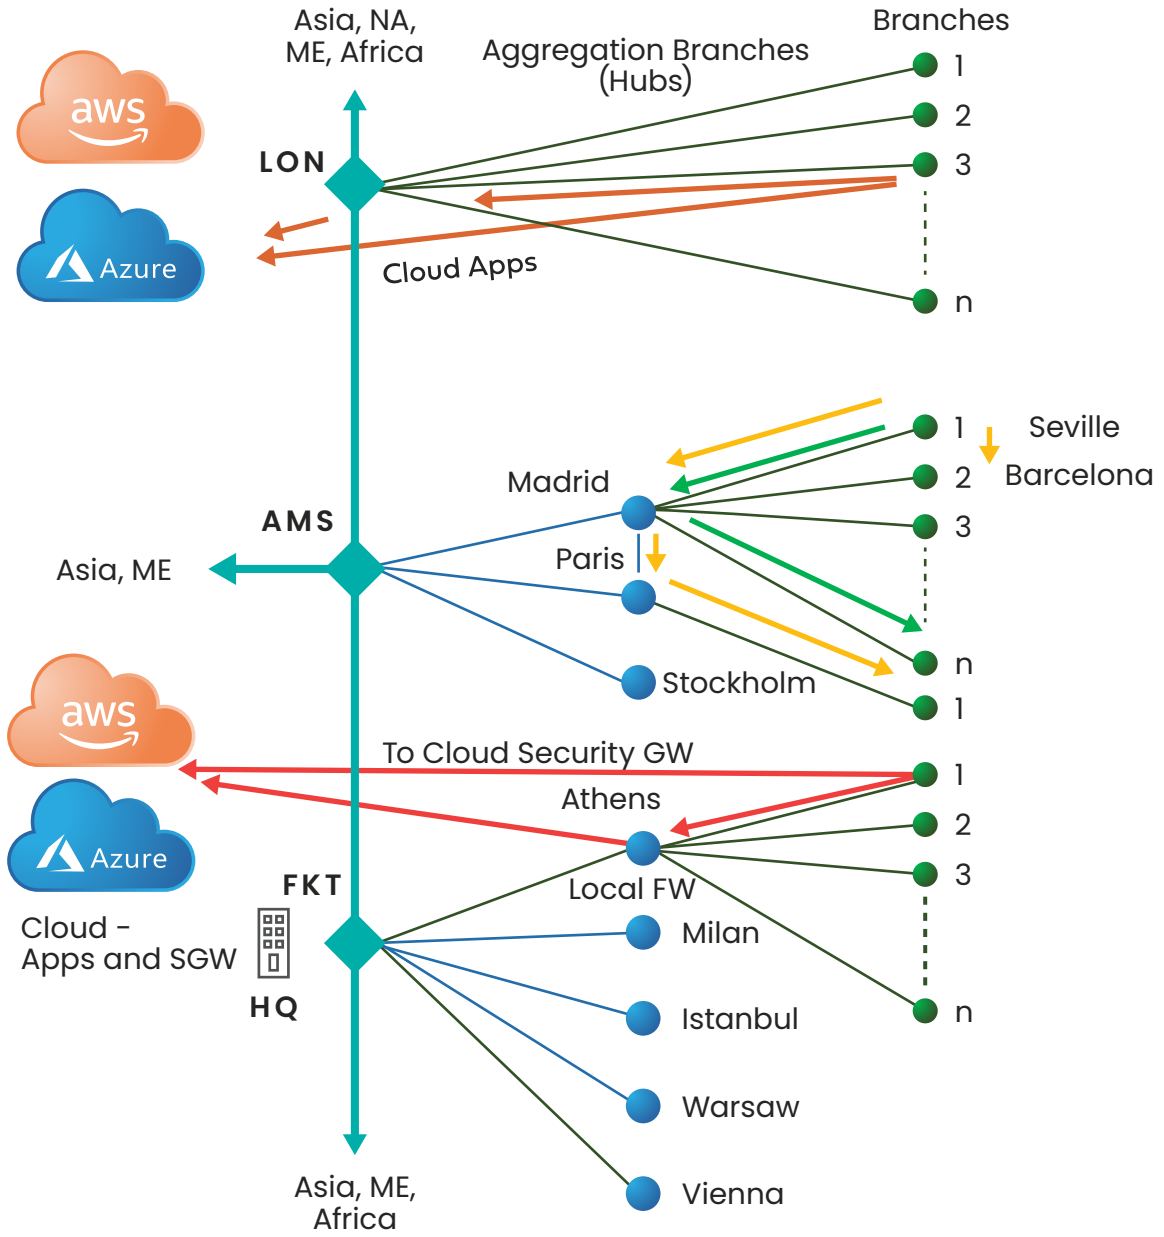 Asia, NA,
ME, Africa
Aggregation Branches
(Hubs)
Branches
aws
LON
Azure
Cloud Apps
1
2
3
n
Madrid
AMS
Paris
Asia, ME
Stockholm
1
Seville
2
Barcelona
3
n
1
aws
To Cloud Security GW
Athens
Azure
FKT
Local FW
Cloud -
Apps and SGW
HQ
Milan
Istanbul
Warsaw
Vienna
1
2
3
n
Asia, ME,
Africa